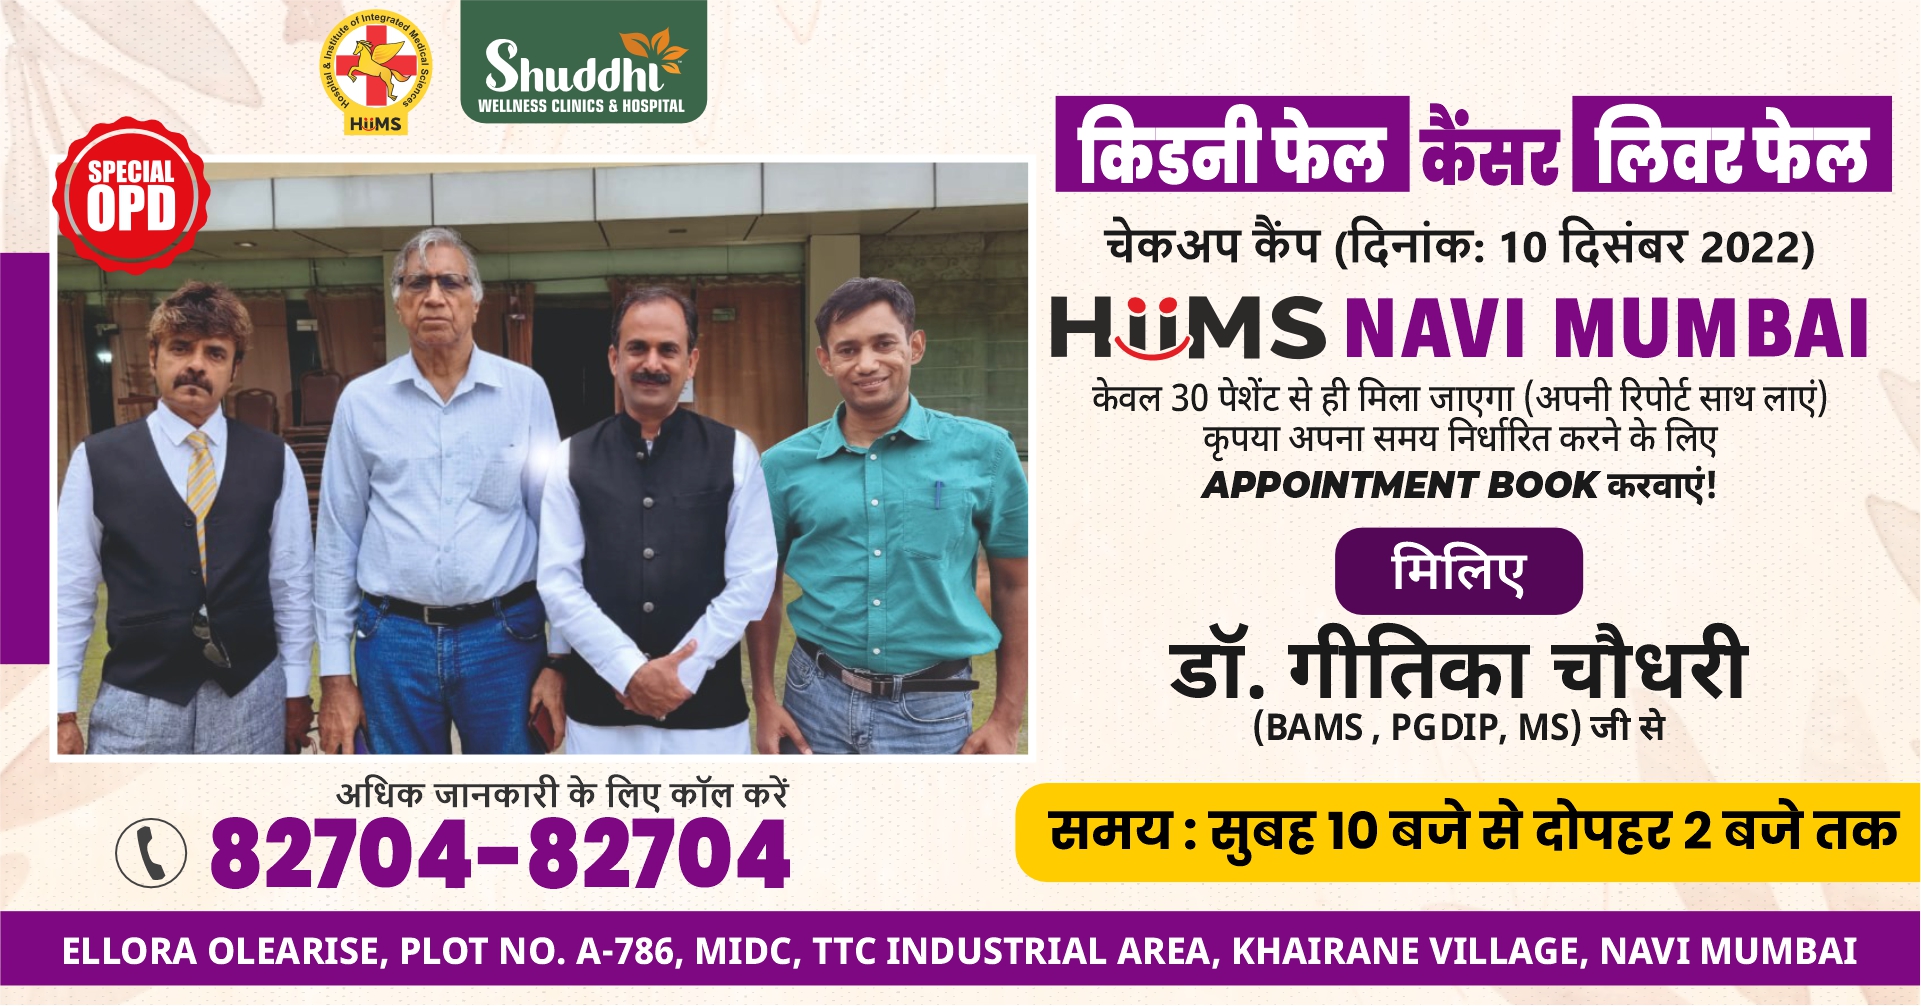 Hospital & Institute of Integrated Medical Sciences
HiiMS
Shuddhi
WELLNESS CLINICS & HOSPITAL
SPECIAL
OPD
किडनी फेल कैंसर लिवर फेल
चेकअप कैंप (दिनांक: 10 दिसंबर 2022)
HiiMS NAVI MUMBAI
केवल 30 पेशेंट से ही मिला जाएगा (अपनी रिपोर्ट साथ लाएं)
कृपया अपना समय निर्धारित करने के लिए
APPOINTMENT BOOK करवाएं!
मिलिए
डॉ. गीतिका चौधरी
(BAMS , PGDIP, MS) जी से
अधिक जानकारी के लिए कॉल करें
82704-82704
समय : सुबह 10 बजे से दोपहर 2 बजे तक
ELLORA OLEARISE, PLOT NO. A-786, MIDC, TTC INDUSTRIAL AREA, KHAIRANE VILLAGE, NAVI MUMBAI